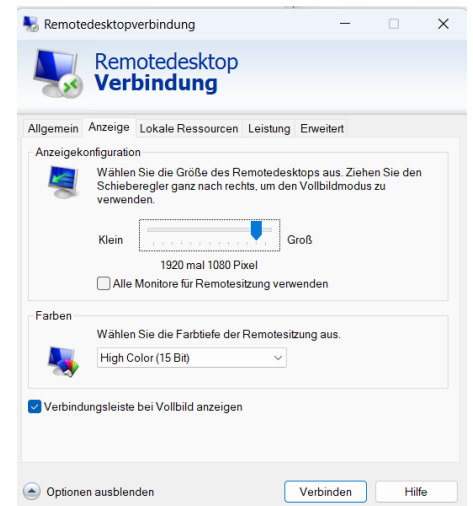 Remotedesktopverbindung
Remotedesktop
Verbindung
Allgemein Anzeige Lokale Ressourcen Leistung Erweitert
Anzeigekonfiguration
Wählen Sie die Größe des Remotedesktops aus. Ziehen Sie den
Schieberegler ganz nach rechts, um den Vollbildmodus zu
verwenden.
Klein Groß
1920 mal 1080 Pixel
Alle Monitore für Remotesitzung verwenden
Farben
Wählen Sie die Farbtiefe der Remotesitzung aus.
High Color (15 Bit)
Verbindungsleiste bei Vollbild anzeigen
Optionen ausblenden Verbinden Hilfe